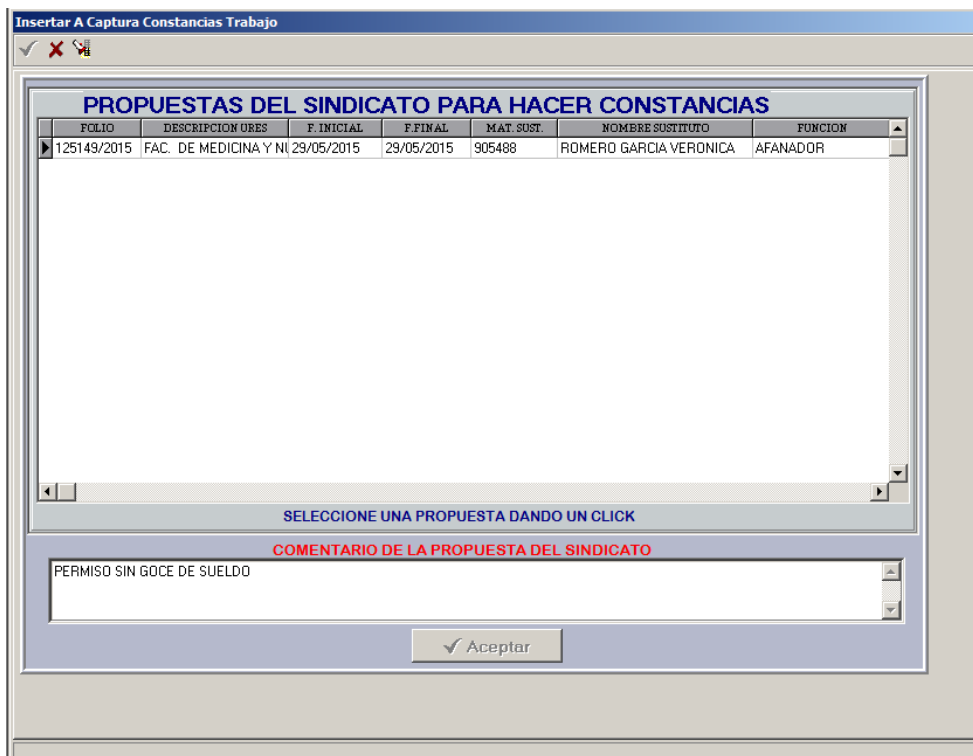 Insertar A Captura Constancias Trabajo
PROPUESTAS DEL SINDICATO PARA HACER CONSTANCIAS
FOLIO DESCRIPCION URES F. INICIAL F.FINAL MAT. SUST. NOMBRE SUSTITUTO FUNCION
125149/2015 FAC. DE MEDICINA Y NU 29/05/2015 29/05/2015 905488 ROMERO GARCIA VERONICA AFANADOR
SELECCIONE UNA PROPUESTA DANDO UN CLICK
COMENTARIO DE LA PROPUESTA DEL SINDICATO
PERMISO SIN GOCE DE SUELDO
Aceptar